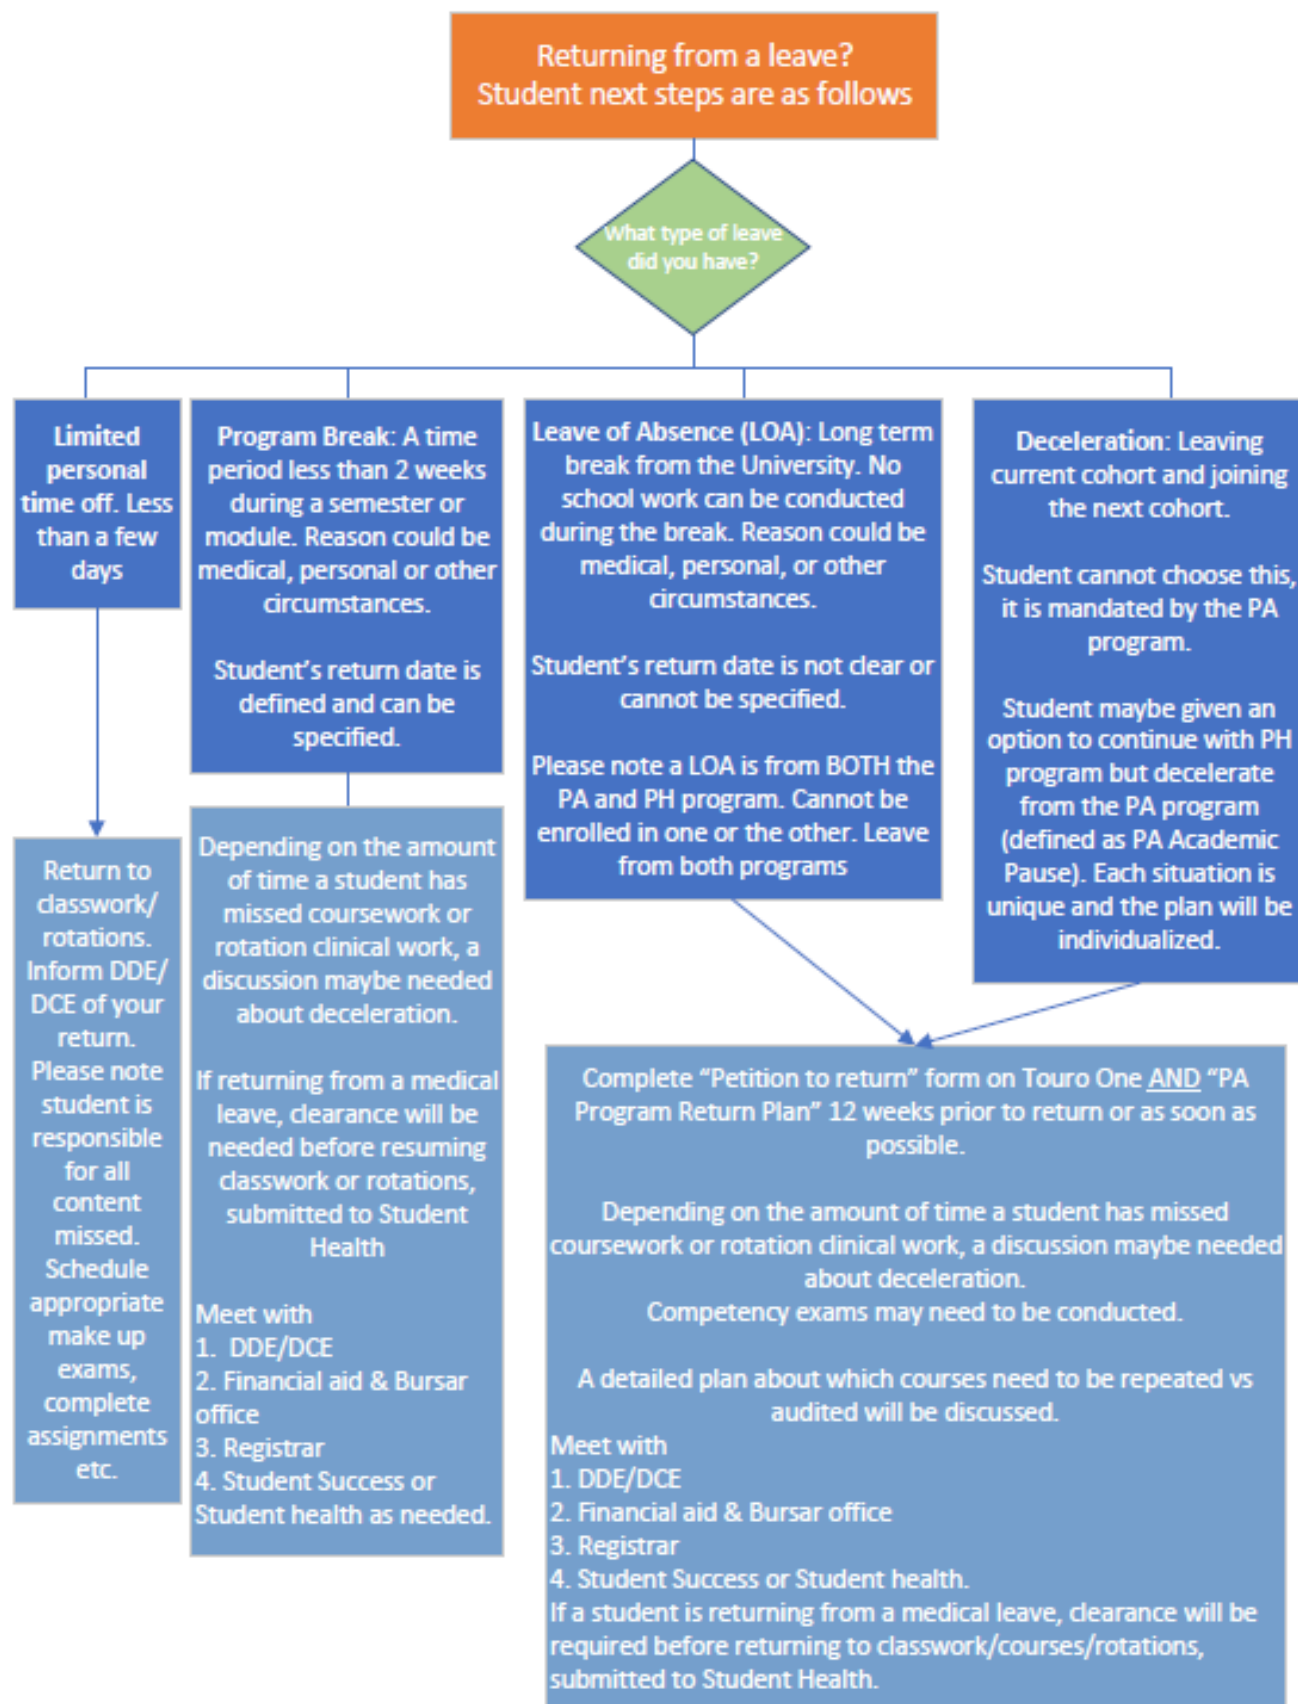 Returning from a leave?
Student next steps are as follows
What type of leave
did you have?
Limited
personal
time off. Less
than a few
days
Program Break: A time
period less than 2 weeks
during a semester or
module. Reason could be
medical, personal or other
circumstances.
Student's return date is
defined and can be
specified.
Leave of Absence (LOA): Long term
break from the University. No
school work can be conducted
during the break. Reason could be
medical, personal, or other
circumstances.
Student's return date is not clear or
cannot be specified.
Please note a LOA is from BOTH the
PA and PH program. Cannot be
enrolled in one or the other. Leave
from both programs
Deceleration: Leaving
current cohort and joining
the next cohort.
Student cannot choose this,
it is mandated by the PA
program.
Student maybe given an
option to continue with PH
program but decelerate
from the PA program
(defined as PA Academic
Pause). Each situation is
unique and the plan will be
individualized.
Return to
classwork/
rotations.
Inform DDE/
DCE of your
return.
Please note
student is
responsible
for all
content
missed.
Schedule
appropriate
make up
exams,
complete
assignments
etc.
Depending on the amount
of time a student has
missed coursework or
rotation clinical work, a
discussion maybe needed
about deceleration.
If returning from a medical
leave, clearance will be
needed before resuming
classwork or rotations,
submitted to Student
Health
Meet with
1. DDE/DCE
2. Financial aid & Bursar
office
3. Registrar
4. Student Success or
Student health as needed.
Complete "Petition to return" form on Touro One AND "PA
Program Return Plan" 12 weeks prior to return or as soon as
possible.
Depending on the amount of time a student has missed
coursework or rotation clinical work, a discussion maybe needed
about deceleration.
Competency exams may need to be conducted.
A detailed plan about which courses need to be repeated vs
audited will be discussed.
Meet with
1. DDE/DCE
2. Financial aid & Bursar office
3. Registrar
4. Student Success or Student health.
If a student is returning from a medical leave, clearance will be
required before returning to classwork/courses/rotations,
submitted to Student Health.